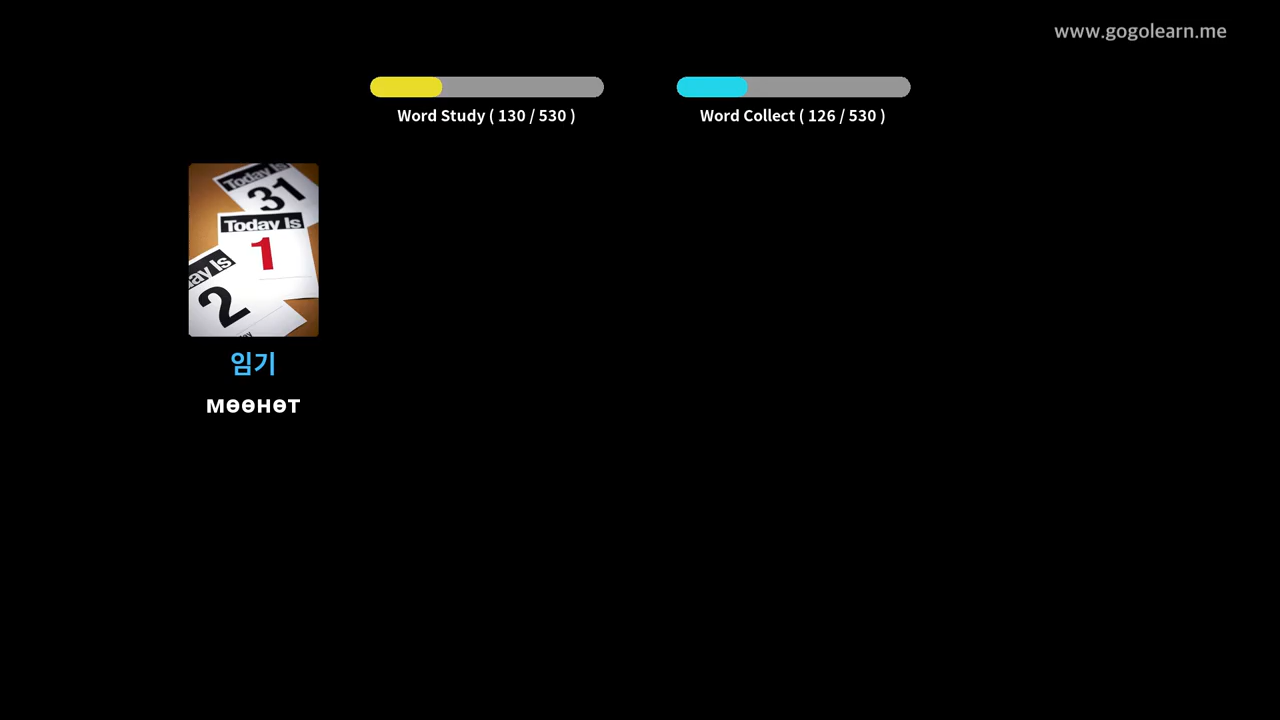 www.gogolearn.me
Word Study ( 130 / 530 )
Word Collect ( 126 / 530 )
Today Is
31
Today Is
1
ay Is
2
임기
мөөнөт